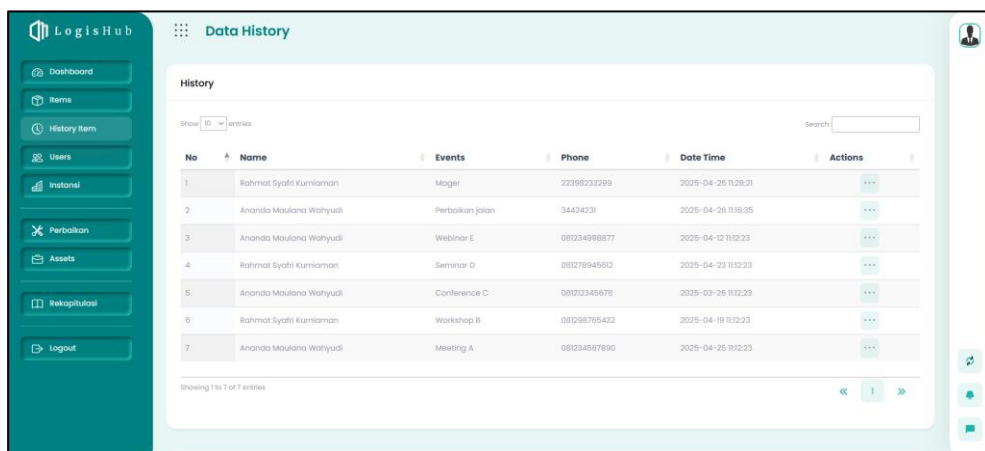 LogisHub
Data History
Dashboard
Items
History Item
Users
Instansi
Perbaikan
Assets
Rekapitulasi
Logout
History
Show 10 entries
Search:
No Name Events Phone Date Time Actions
1 Rahmat Syafri Kurniaman Mager 22398233299 2025-04-26 11:28:21
2 Ananda Maulana Wahyudi Perbaikan jalan 34424231 2025-04-26 11:16:35
3 Ananda Maulana Wahyudi Webinar E 081234998877 2025-04-12 11:12:23
4 Rahmat Syafri Kurniaman Seminar D 081278945612 2025-04-23 11:12:23
5 Ananda Maulana Wahyudi Conference C 081212345678 2025-03-26 11:12:23
6 Rahmat Syafri Kurniaman Workshop B 081298765432 2025-04-19 11:12:23
7 Ananda Maulana Wahyudi Meeting A 081234567890 2025-04-25 11:12:23
Showing 1 to 7 of 7 entries
« 1 »